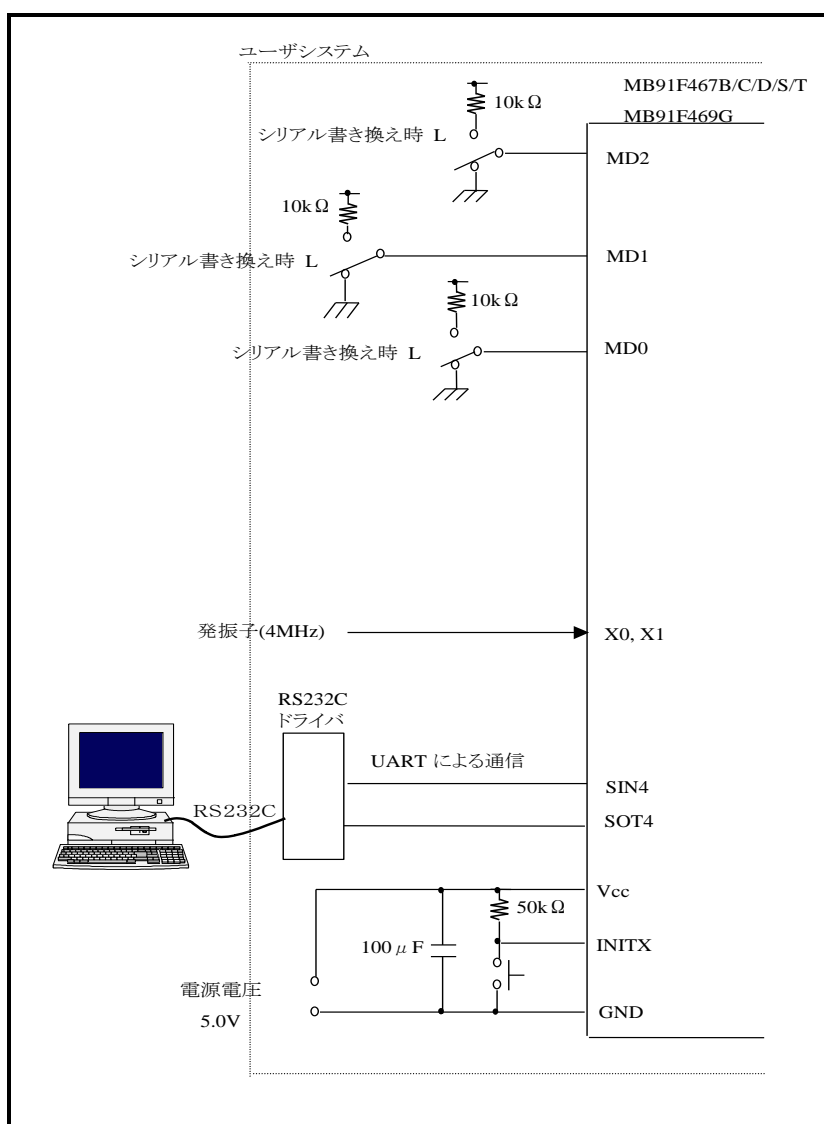 ユーザシステム
MB91F467B/C/D/S/T
MB91F469G
10kΩ
シリアル書き換え時 L
MD2
10kΩ
シリアル書き換え時 L
MD1
10kΩ
シリアル書き換え時 L
MD0
発振子(4MHz)
X0, X1
RS232C
ドライバ
UART による通信
SIN4
RS232C
SOT4
Vcc
50kΩ
100μF
INITX
電源電圧
5.0V
GND